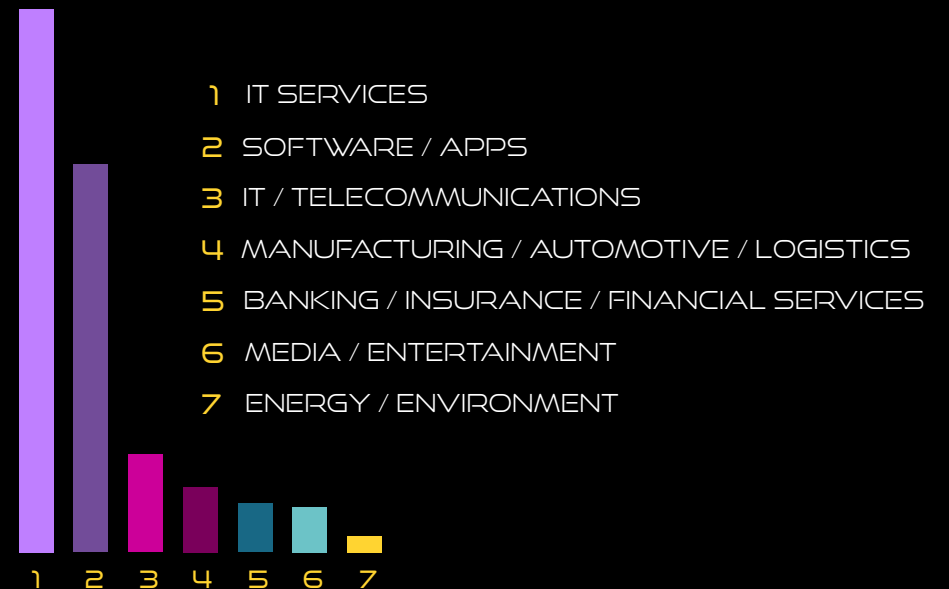 1 IT SERVICES
2 SOFTWARE / APPS
3 IT / TELECOMMUNICATIONS
4 MANUFACTURING / AUTOMOTIVE / LOGISTICS
5 BANKING / INSURANCE / FINANCIAL SERVICES
6 MEDIA / ENTERTAINMENT
7 ENERGY / ENVIRONMENT
1 2 3 4 5 6 7